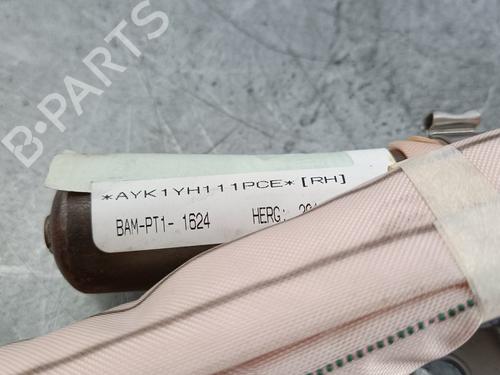 B-PARTS
*AYK1YH111PCE* [RH]
BAM-PT1- 1624 HERG: